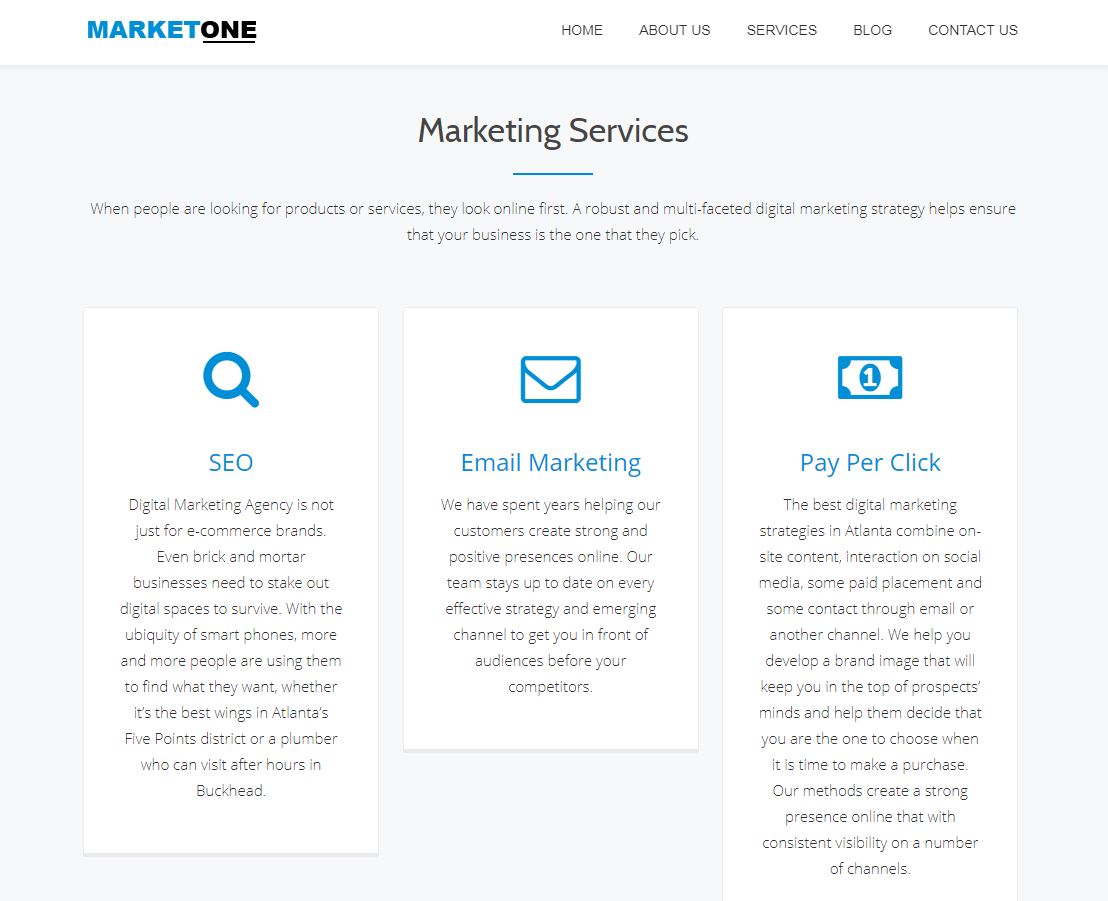 MARKETONE
HOME
ABOUT US
SERVICES
BLOG
CONTACT US
Marketing Services
When people are looking for products or services, they look online first. A robust and multi-faceted digital marketing strategy helps ensure
that your business is the one that they pick.
SEO
Digital Marketing Agency is not
just for e-commerce brands.
Even brick and mortar
businesses need to stake out
digital spaces to survive. With the
ubiquity of smart phones, more
and more people are using them
to find what they want, whether
it’s the best wings in Atlanta’s
Five Points district or a plumber
who can visit after hours in
Buckhead.
Email Marketing
We have spent years helping our
customers create strong and
positive presences online. Our
team stays up to date on every
effective strategy and emerging
channel to get you in front of
audiences before your
competitors.
1
Pay Per Click
The best digital marketing
strategies in Atlanta combine on-
site content, interaction on social
media, some paid placement and
some contact through email or
another channel. We help you
develop a brand image that will
keep you in the top of prospects’
minds and help them decide that
you are the one to choose when
it is time to make a purchase.
Our methods create a strong
presence online that with
consistent visibility on a number
of channels.